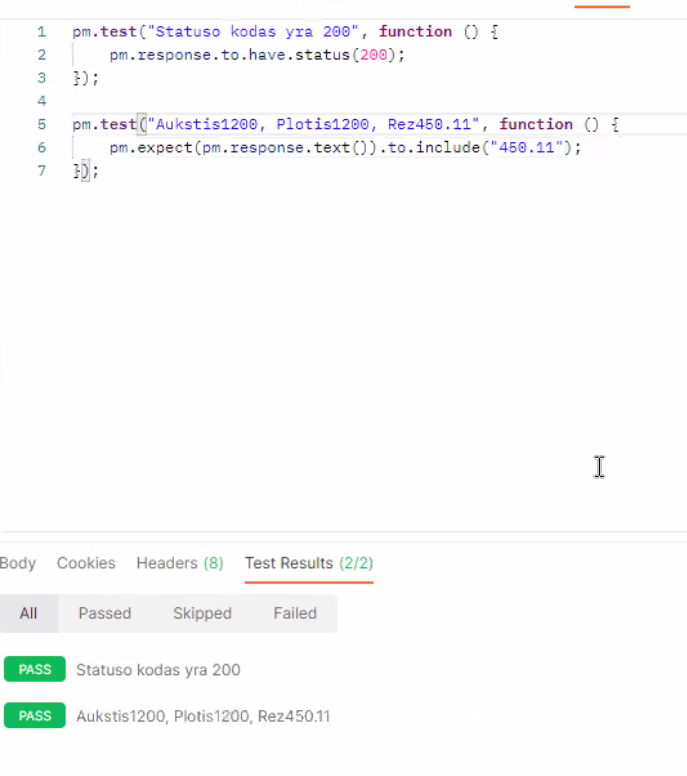 1 pm.test("Statuso kodas yra 200", function () {
2 pm.response.to.have.status(200);
3 });
4
5 pm.test("Aukstis1200, Plotis1200, Rez450.11", function () {
6 pm.expect(pm.response.text()).to.include("450.11");
7 });
Body Cookies Headers (8) Test Results (2/2)
All Passed Skipped Failed
PASS Statuso kodas yra 200
PASS Aukstis1200, Plotis1200, Rez450.11